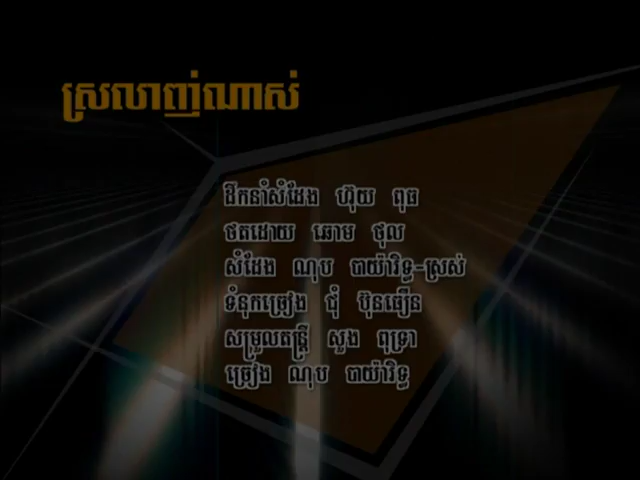 ស្រលាញ់ណាស់
ដឹកនាំសំដែង ហ៊ុយ ពុធ
ថតដោយ ឆោម ថុល
សំដែង ណុប បាយ៉ារិទ្ធ-ស្រស់
ទំនុកច្រៀង ជុំ ប៊ុនធឿន
សម្រួលតន្ត្រី សួង ពុទ្រា
ច្រៀង ណុប បាយ៉ារិទ្ធ